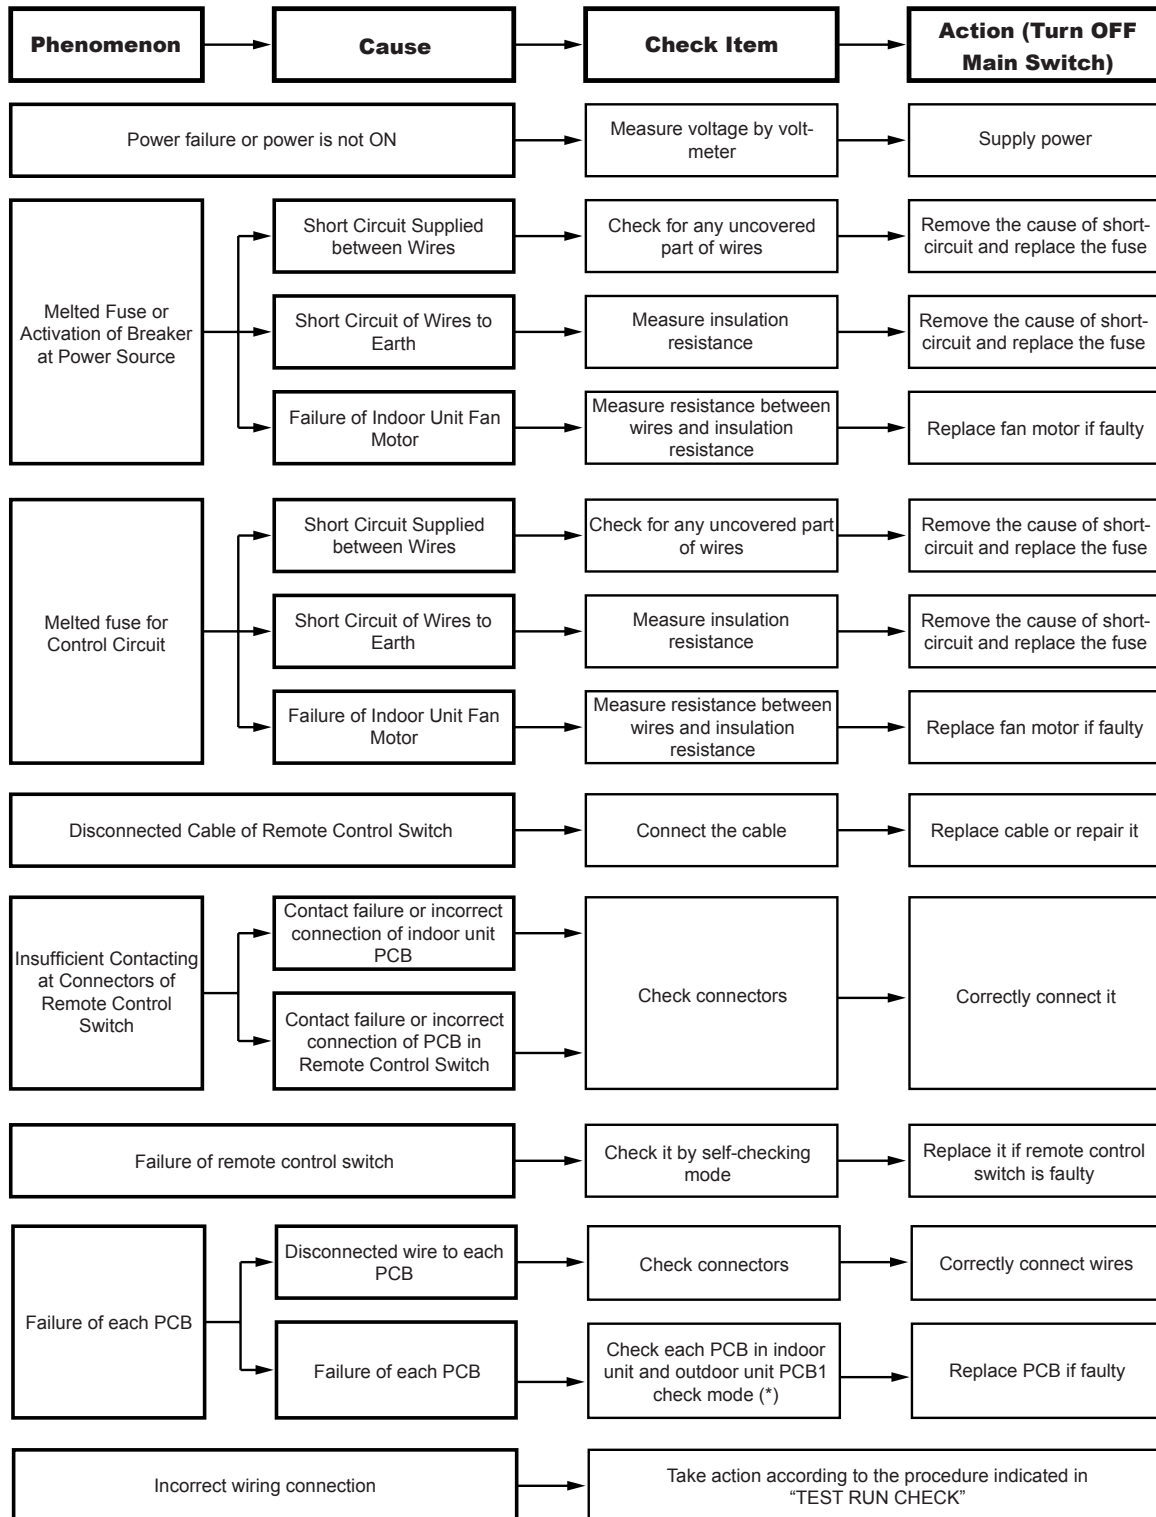 Phenomenon
Cause
Check Item
Action (Turn OFF
Main Switch)
Power failure or power is not ON
Measure voltage by volt-
meter
Supply power
Melted Fuse or
Activation of Breaker
at Power Source
Short Circuit Supplied
between Wires
Check for any uncovered
part of wires
Remove the cause of short-
circuit and replace the fuse
Short Circuit of Wires to
Earth
Measure insulation
resistance
Remove the cause of short-
circuit and replace the fuse
Failure of Indoor Unit Fan
Motor
Measure resistance between
wires and insulation
resistance
Replace fan motor if faulty
Melted fuse for
Control Circuit
Short Circuit Supplied
between Wires
Check for any uncovered part
of wires
Remove the cause of short-
circuit and replace the fuse
Short Circuit of Wires to
Earth
Measure insulation
resistance
Remove the cause of short-
circuit and replace the fuse
Failure of Indoor Unit Fan
Motor
Measure resistance between
wires and insulation
resistance
Replace fan motor if faulty
Disconnected Cable of Remote Control Switch
Connect the cable
Replace cable or repair it
Insufficient Contacting
at Connectors of
Remote Control
Switch
Contact failure or incorrect
connection of indoor unit
PCB
Contact failure or incorrect
connection of PCB in
Remote Control Switch
Check connectors
Correctly connect it
Failure of remote control switch
Check it by self-checking
mode
Replace it if remote control
switch is faulty
Failure of each PCB
Disconnected wire to each
PCB
Check connectors
Correctly connect wires
Failure of each PCB
Check each PCB in indoor
unit and outdoor unit PCB1
check mode (*)
Replace PCB if faulty
Incorrect wiring connection
Take action according to the procedure indicated in
“TEST RUN CHECK”